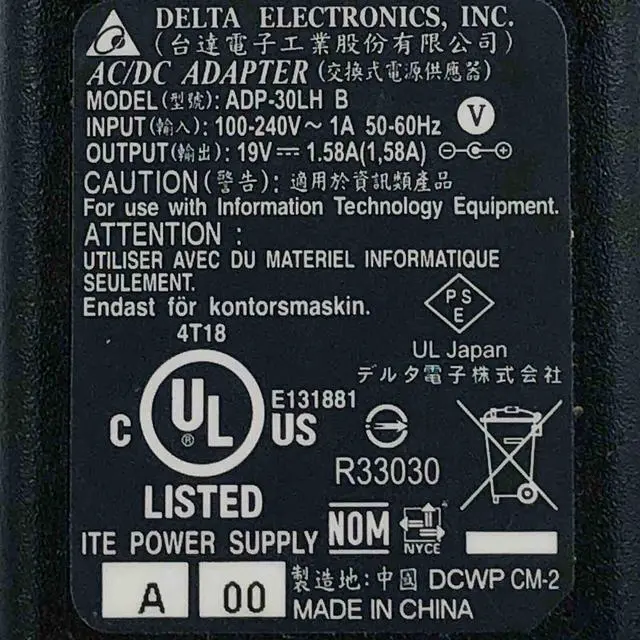 DELTA ELECTRONICS, INC.
(台達電子工業股份有限公司)
AC/DC ADAPTER (交換式電源供應器)
MODEL(型號): ADP-30LH B
INPUT(輸入): 100-240V～ 1A 50-60Hz V
OUTPUT(輸出): 19V⎓ 1.58A(1,58A)
CAUTION(警告): 適用於資訊類產品
For use with Information Technology Equipment.
ATTENTION :
UTILISER AVEC DU MATERIEL INFORMATIQUE
SEULEMENT.
Endast för kontorsmaskin.
4T18
PSE
UL Japan
デルタ電子株式会社
C UL ® US
E131881
LISTED
R33030
ITE POWER SUPPLY
NOM
NYCE
A 00
製造地: 中國 DCWP CM-2
MADE IN CHINA